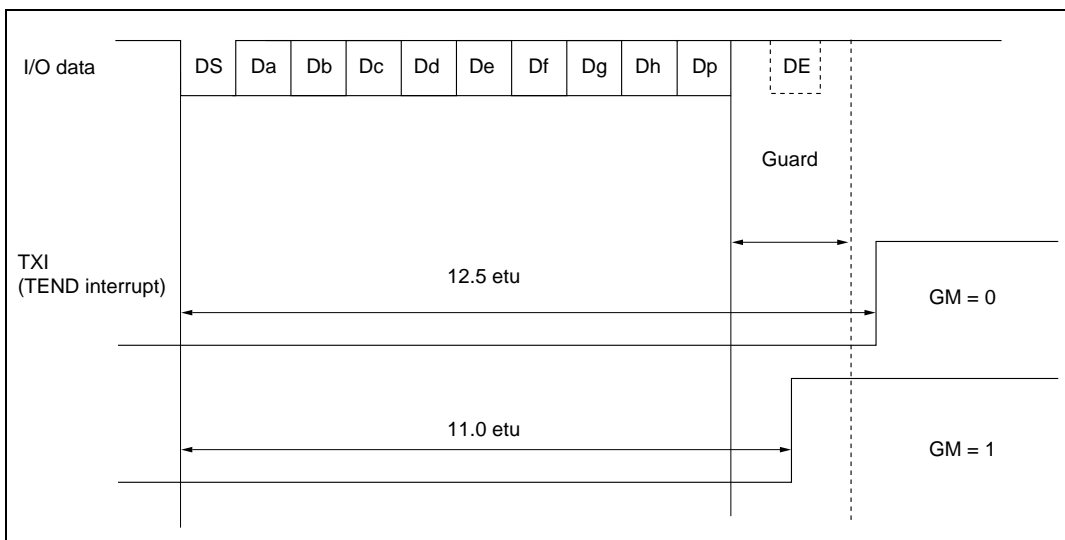 I/O data
DS Da Db Dc Dd De Df Dg Dh Dp DE
Guard
TXI
(TEND interrupt)
12.5 etu
GM = 0
11.0 etu
GM = 1